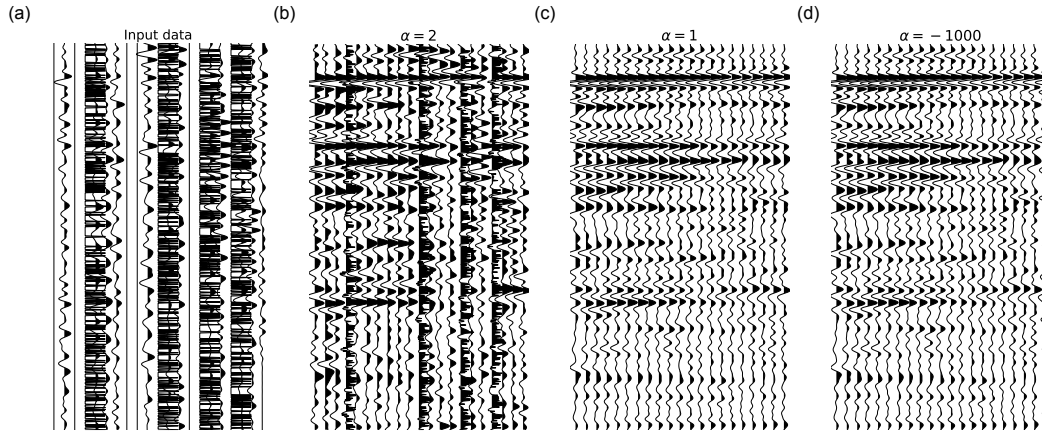 (a) (b) (c) (d)
Input data α = 2 α = 1 α = −1000